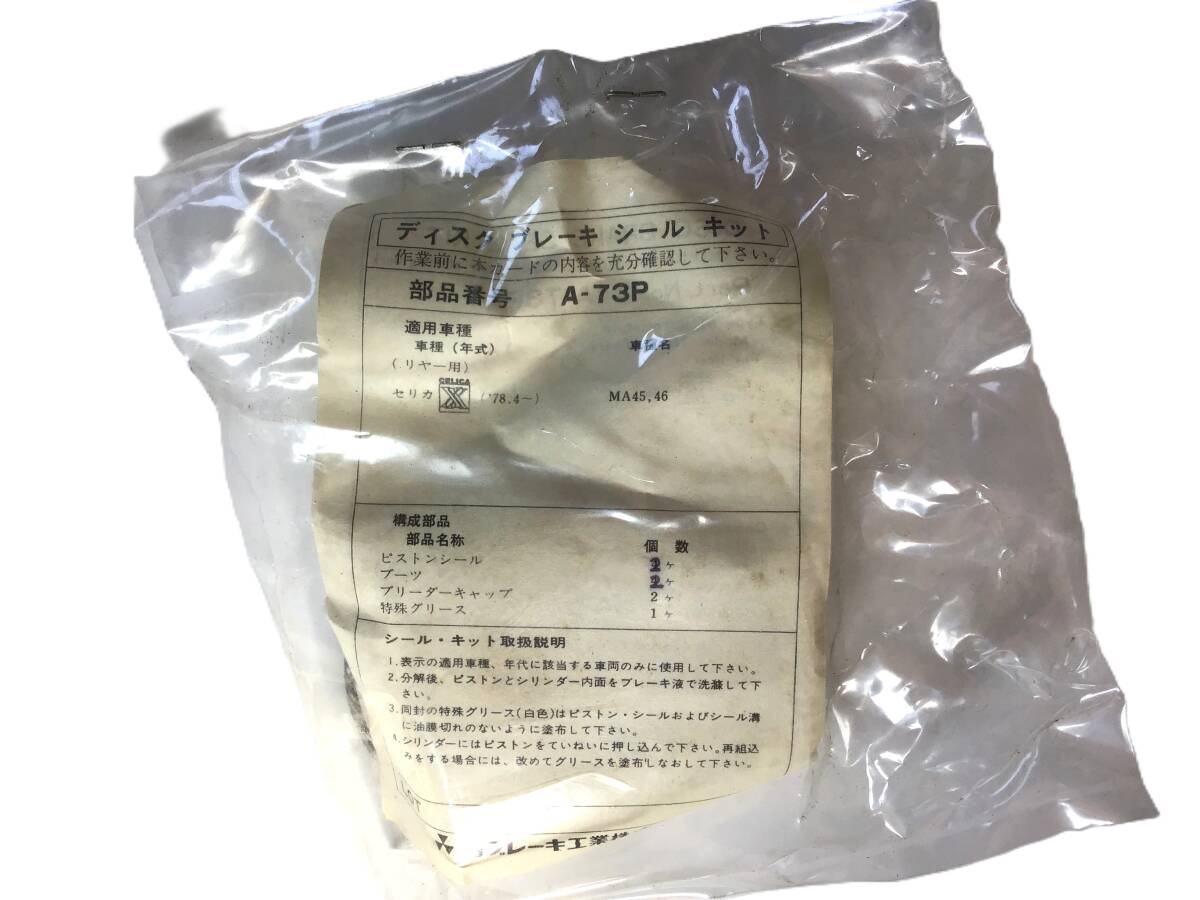 ディスク ブレーキ シール キット
作業前に本カードの内容を充分確認して下さい。
部品番号 A-73P
適用車種
車種（年式） 車種名
（リヤー用）
セリカ CELICA XX （'78.4～） MA45,46
構成部品
部品名称 個 数
ピストンシール ヶ
ブーツ ヶ
ブリーダーキャップ 2ヶ
特殊グリース 1ヶ
シール・キット取扱説明
1.表示の適用車種、年代に該当する車両のみに使用して下さい。
2.分解後、ピストンとシリンダー内面をブレーキ液で洗滌して下
さい。
3.同封の特殊グリース(白色)はピストン・シールおよびシール溝
に油膜切れのないように塗布して下さい。
4.シリンダーにはピストンをていねいに押し込んで下さい。再組込
みをする場合には、改めてグリースを塗布しなおして下さい。
LOT
ブレーキ工業株